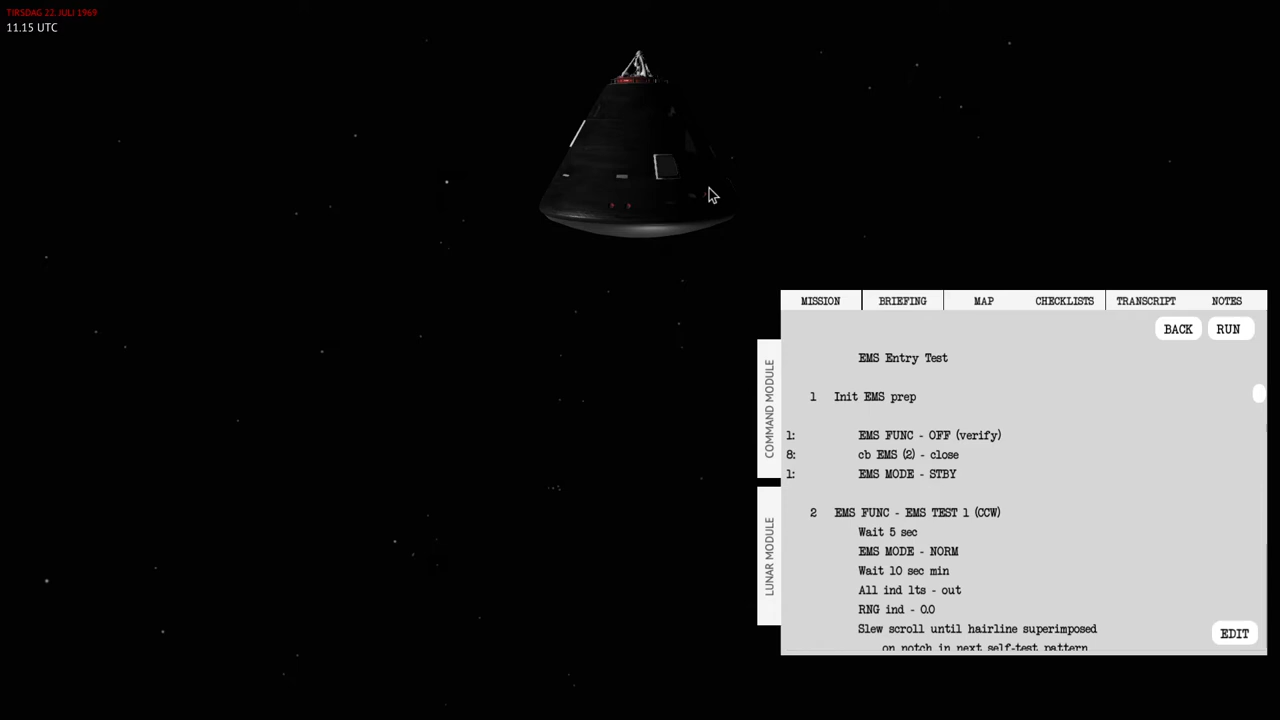 TIRSDAG 22. JULI 1969
11.15 UTC
MISSION BRIEFING MAP CHECKLISTS TRANSCRIPT NOTES
BACK RUN
COMMAND MODULE
LUNAR MODULE
EMS Entry Test
1 Init EMS prep
1: EMS FUNC - OFF (verify)
8: cb EMS (2) - close
1: EMS MODE - STBY
2 EMS FUNC - EMS TEST 1 (CCW)
Wait 5 sec
EMS MODE - NORM
Wait 10 sec min
All ind lts - out
RNG ind - 0.0
Slew scroll until hairline superimposed
on notch in next self-test pattern
EDIT